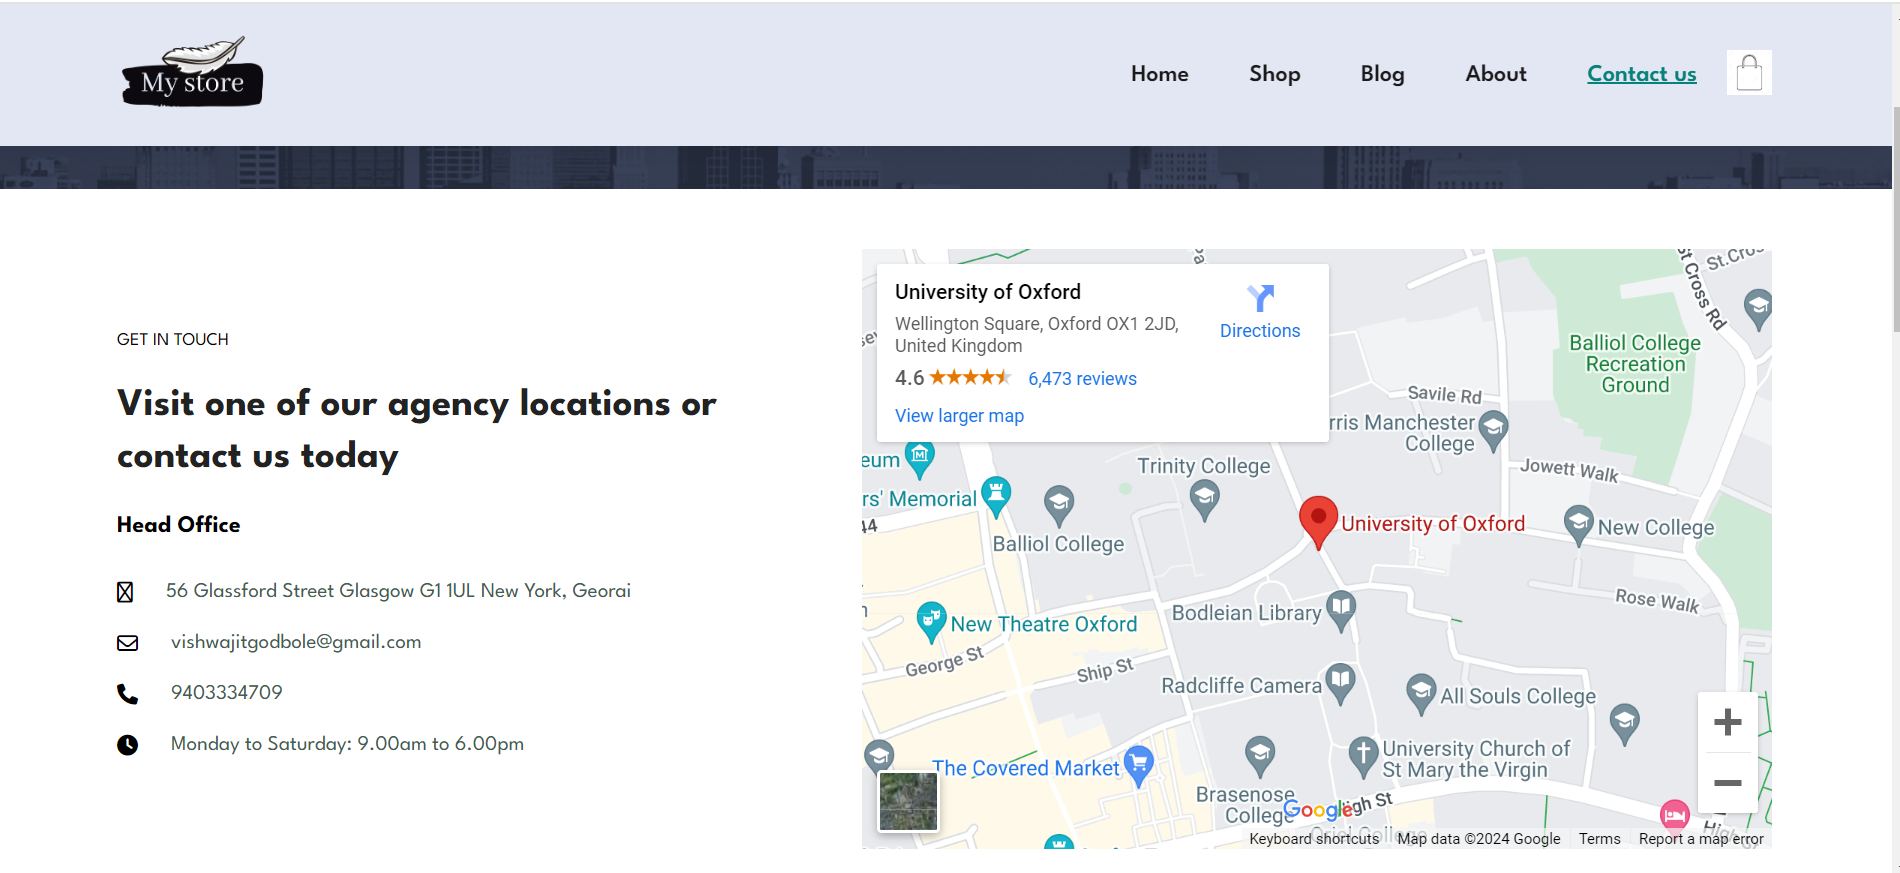 My store
Home
Shop
Blog
About
Contact us
GET IN TOUCH
Visit one of our agency locations or
contact us today
Head Office
56 Glassford Street Glasgow G1 1UL New York, Georai
vishwajitgodbole@gmail.com
9403334709
Monday to Saturday: 9.00am to 6.00pm
University of Oxford
Wellington Square, Oxford OX1 2JD,
United Kingdom
4.6
6,473 reviews
View larger map
Directions
St Cross Rd
St.Cro
Balliol College
Recreation
Ground
Savile Rd
rris Manchester
College
Jowett Walk
eum
rs' Memorial
44
Trinity College
Balliol College
University of Oxford
New College
Rose Walk
Bodleian Library
New Theatre Oxford
George St
Ship St
Radcliffe Camera
All Souls College
The Covered Market
University Church of
St Mary the Virgin
Brasenose
College
Google
igh St
Oriel College
High
Keyboard shortcuts
Map data ©2024 Google
Terms
Report a map error